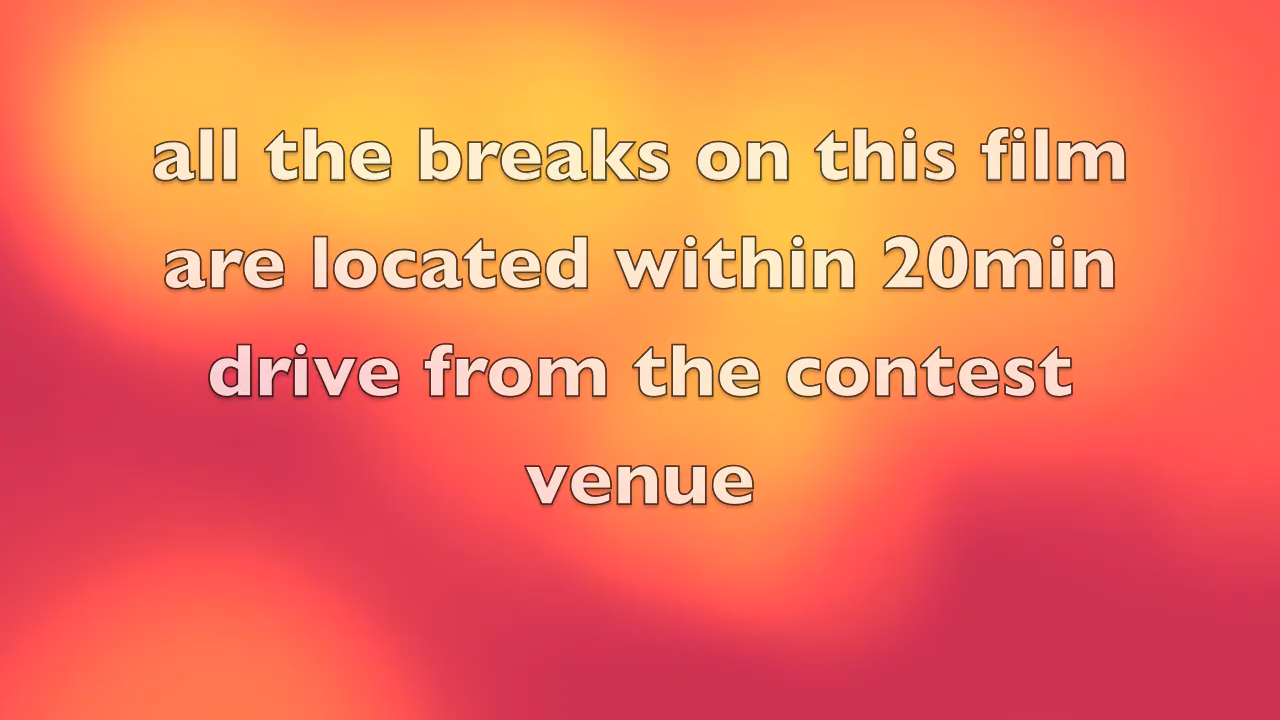 all the breaks on this film
are located within 20min
drive from the contest
venue